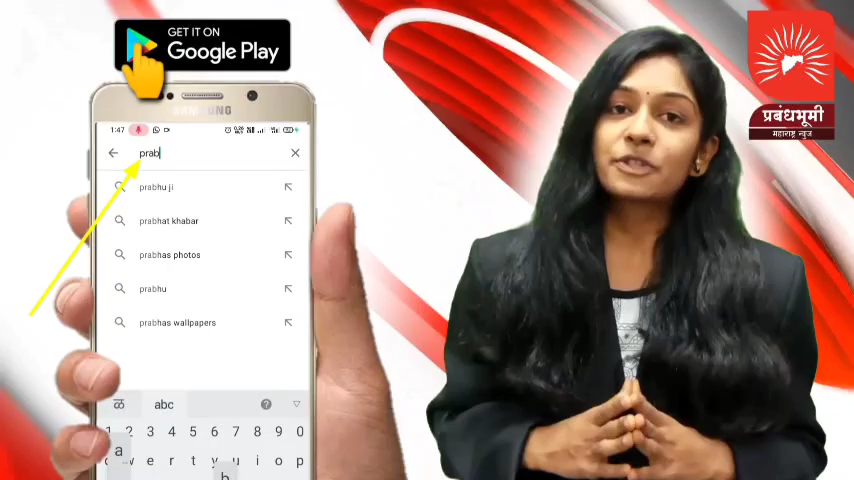 GET IT ON
Google Play
SAMSUNG
1:47
prab
prabhu ji
prabhat khabar
prabhas photos
prabhu
prabhas wallpapers
ळ abc
1 2 3 4 5 6 7 8 9 0
w e r t y u i o p
a
b
प्रबंधभूमी
महाराष्ट्र न्यूज